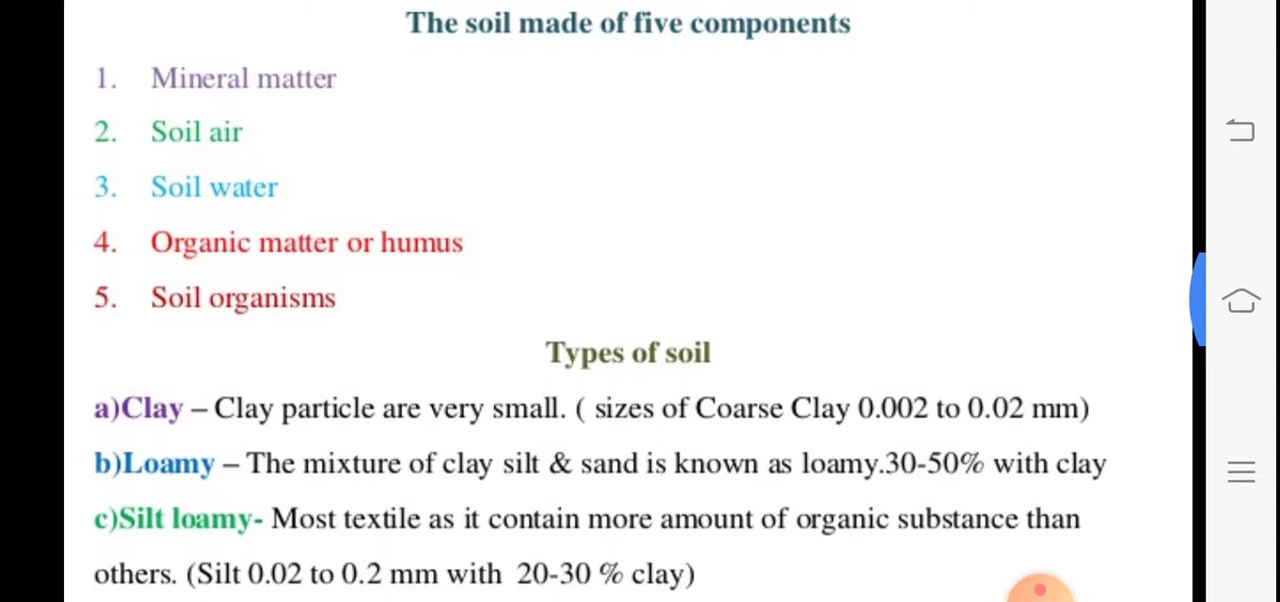 The soil made of five components
1. Mineral matter
2. Soil air
3. Soil water
4. Organic matter or humus
5. Soil organisms
Types of soil
a)Clay – Clay particle are very small. ( sizes of Coarse Clay 0.002 to 0.02 mm)
b)Loamy – The mixture of clay silt & sand is known as loamy.30-50% with clay
c)Silt loamy- Most textile as it contain more amount of organic substance than
others. (Silt 0.02 to 0.2 mm with 20-30 % clay)